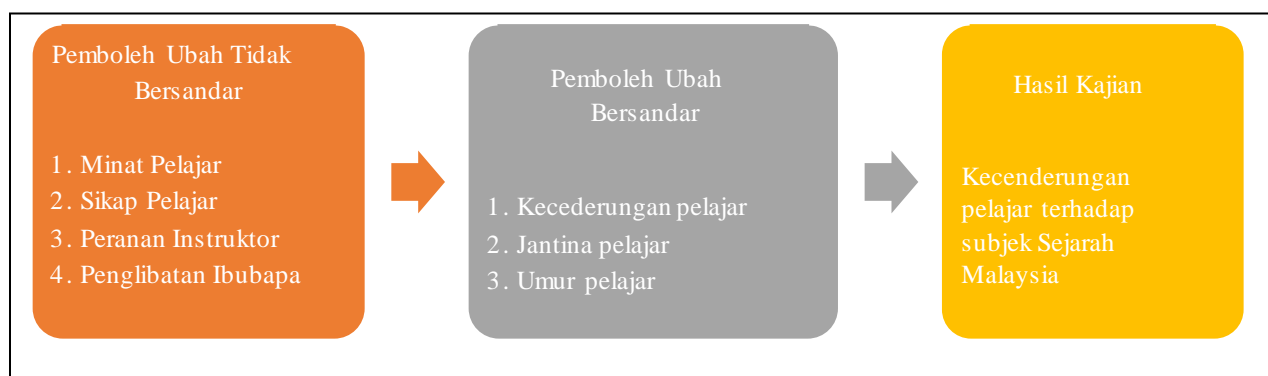 Pemboleh Ubah Tidak
Bersandar
1. Minat Pelajar
2. Sikap Pelajar
3. Peranan Instruktor
4. Penglibatan Ibubapa
Pemboleh Ubah
Bersandar
1. Kecederungan pelajar
2. Jantina pelajar
3. Umur pelajar
Hasil Kajian
Kecenderungan
pelajar terhadap
subjek Sejarah
Malaysia